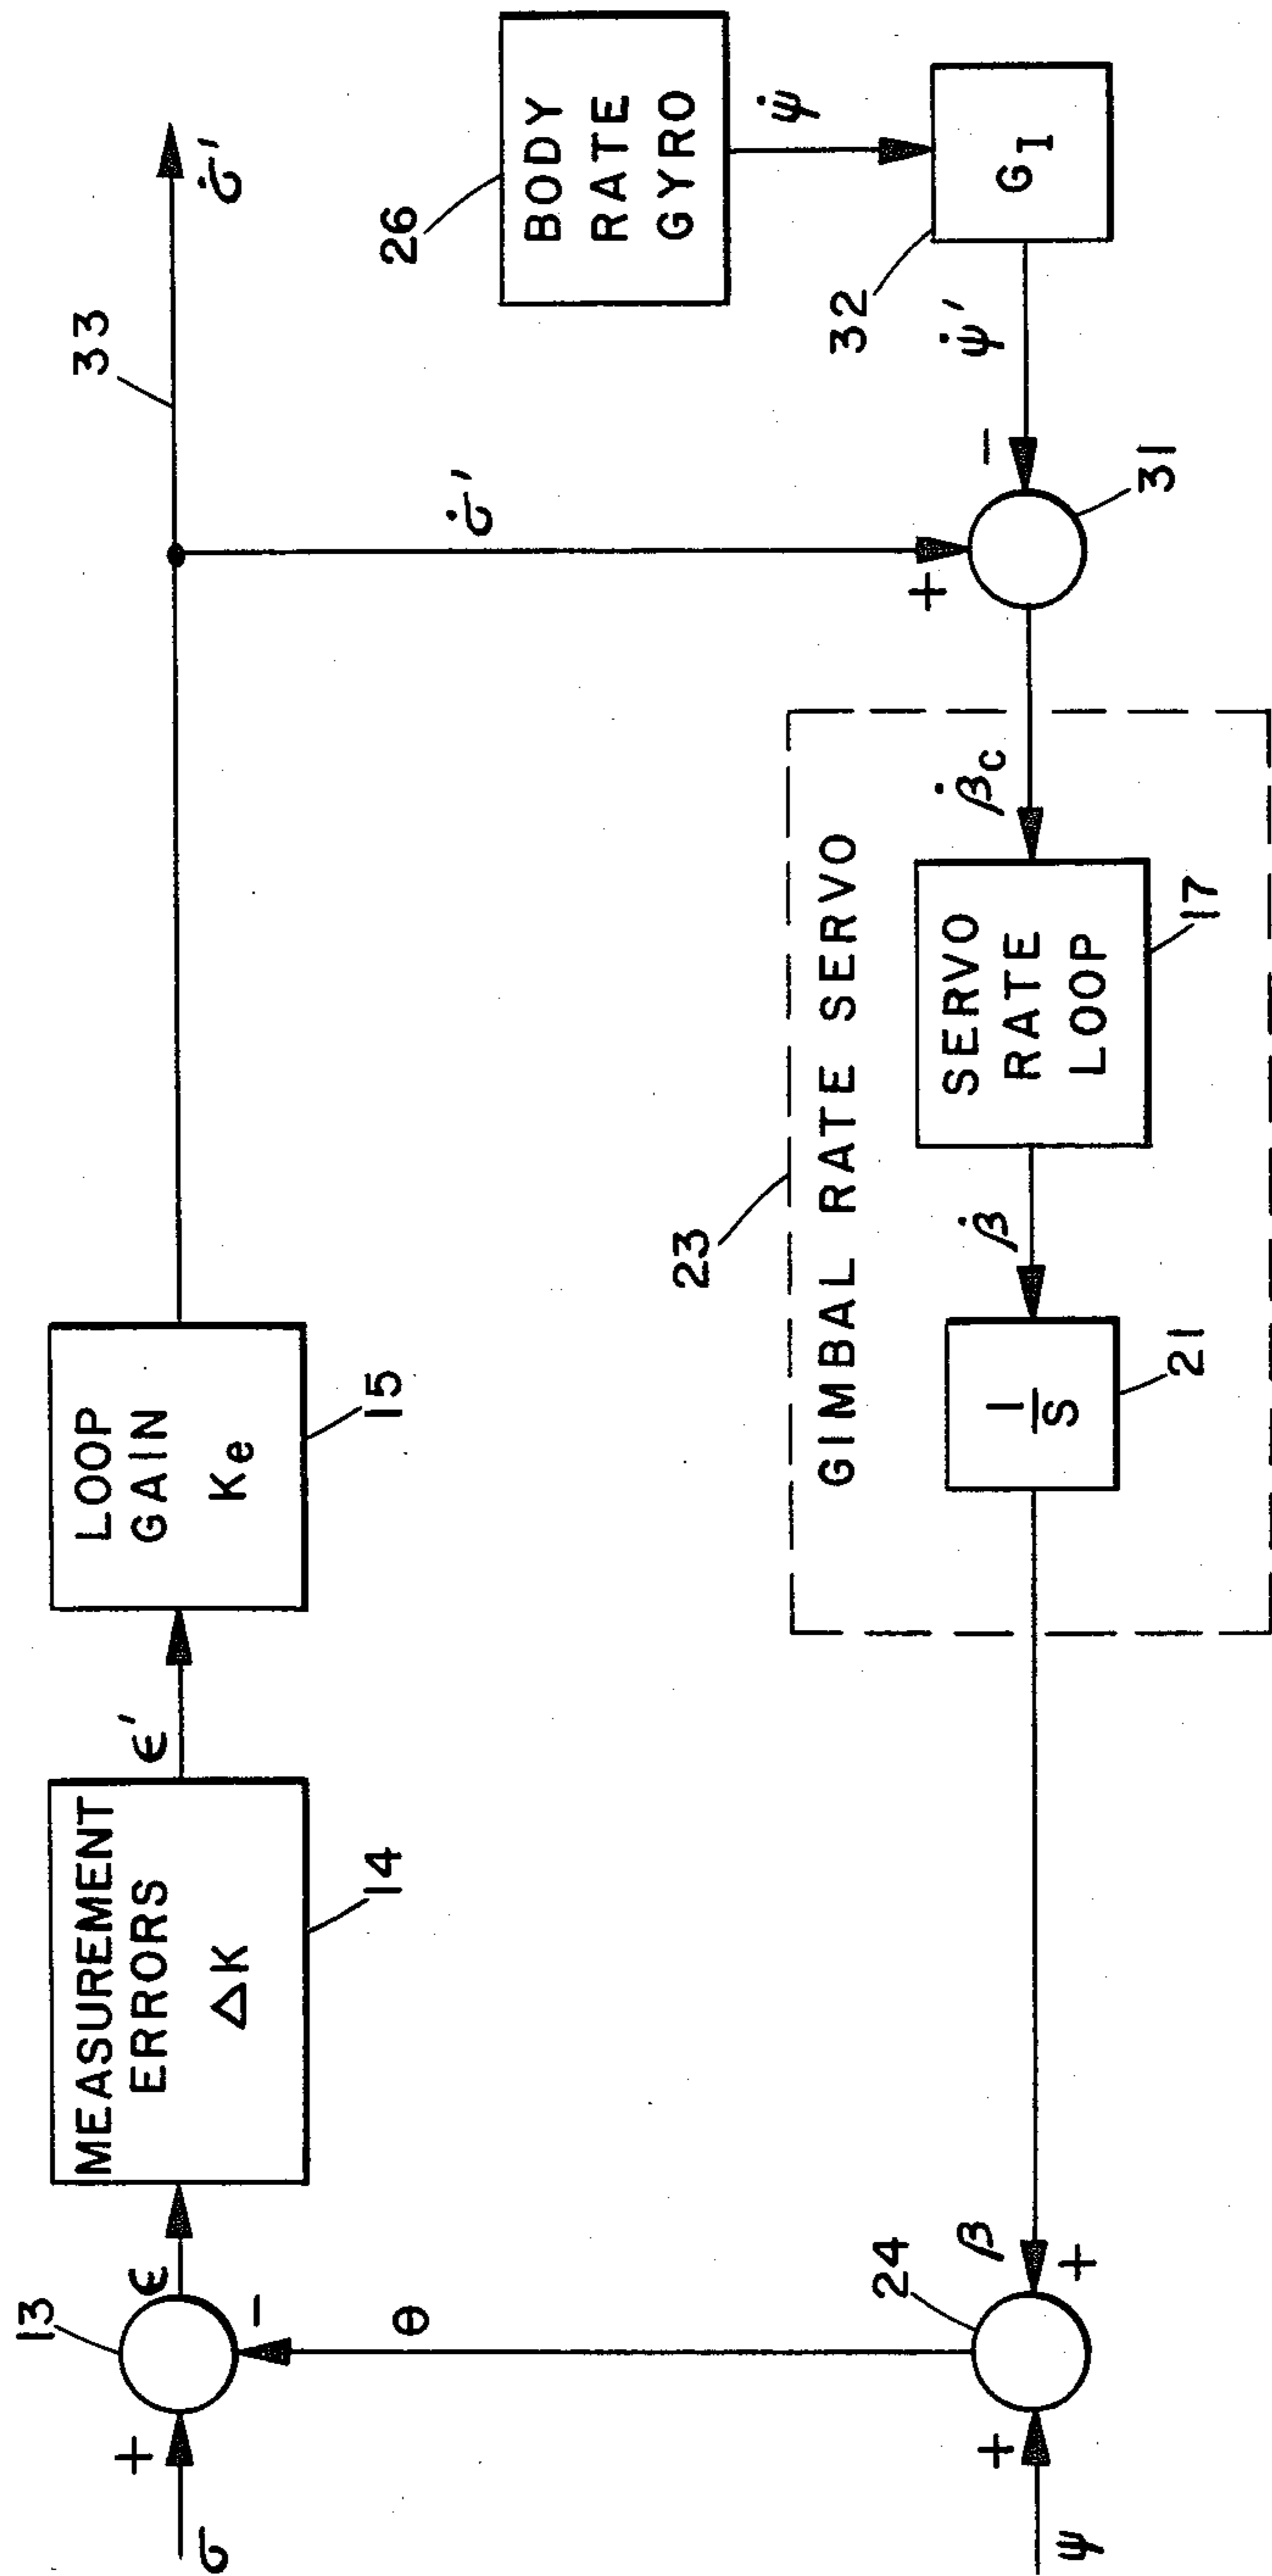 σ
+
-
13
ε
MEASUREMENT
ERRORS
ΔK
14
ε'
LOOP
GAIN
Ke
15
33
σ̇'
σ̇'
θ
BODY
RATE
GYRO
26
ψ̇
GI
32
ψ̇'
-
+
31
GIMBAL RATE SERVO
23
β̇c
SERVO
RATE
LOOP
17
β̇
1/S
21
β
+
24
+
ψ